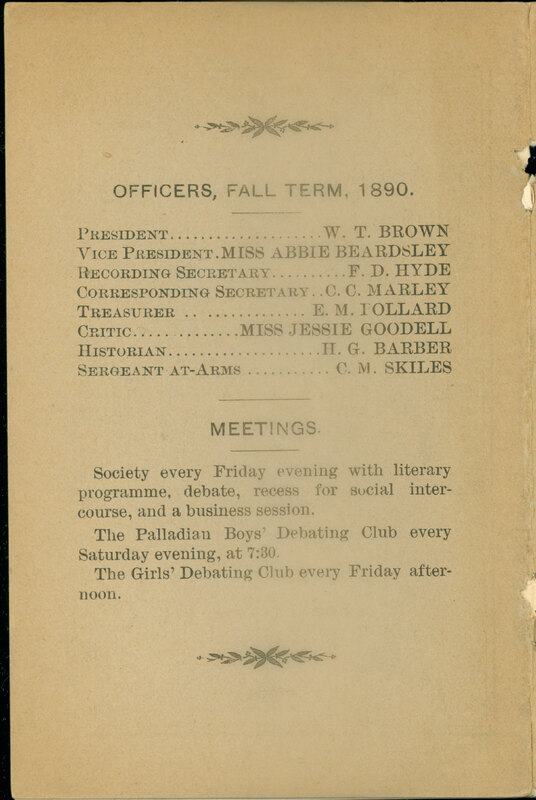 OFFICERS, FALL TERM, 1890.
PRESIDENT...................W. T. BROWN
VICE PRESIDENT.MISS ABBIE BEARDSLEY
RECORDING SECRETARY..........F. D. HYDE
CORRESPONDING SECRETARY..C. C. MARLEY
TREASURER .. ............. E. M. POLLARD
CRITIC.............MISS JESSIE GOODELL
HISTORIAN...................H. G. BARBER
SERGEANT AT-ARMS ........... C. M. SKILES
MEETINGS.
Society every Friday evening with literary
programme, debate, recess for social inter-
course, and a business session.
The Palladian Boys' Debating Club every
Saturday evening, at 7:30.
The Girls' Debating Club every Friday after-
noon.